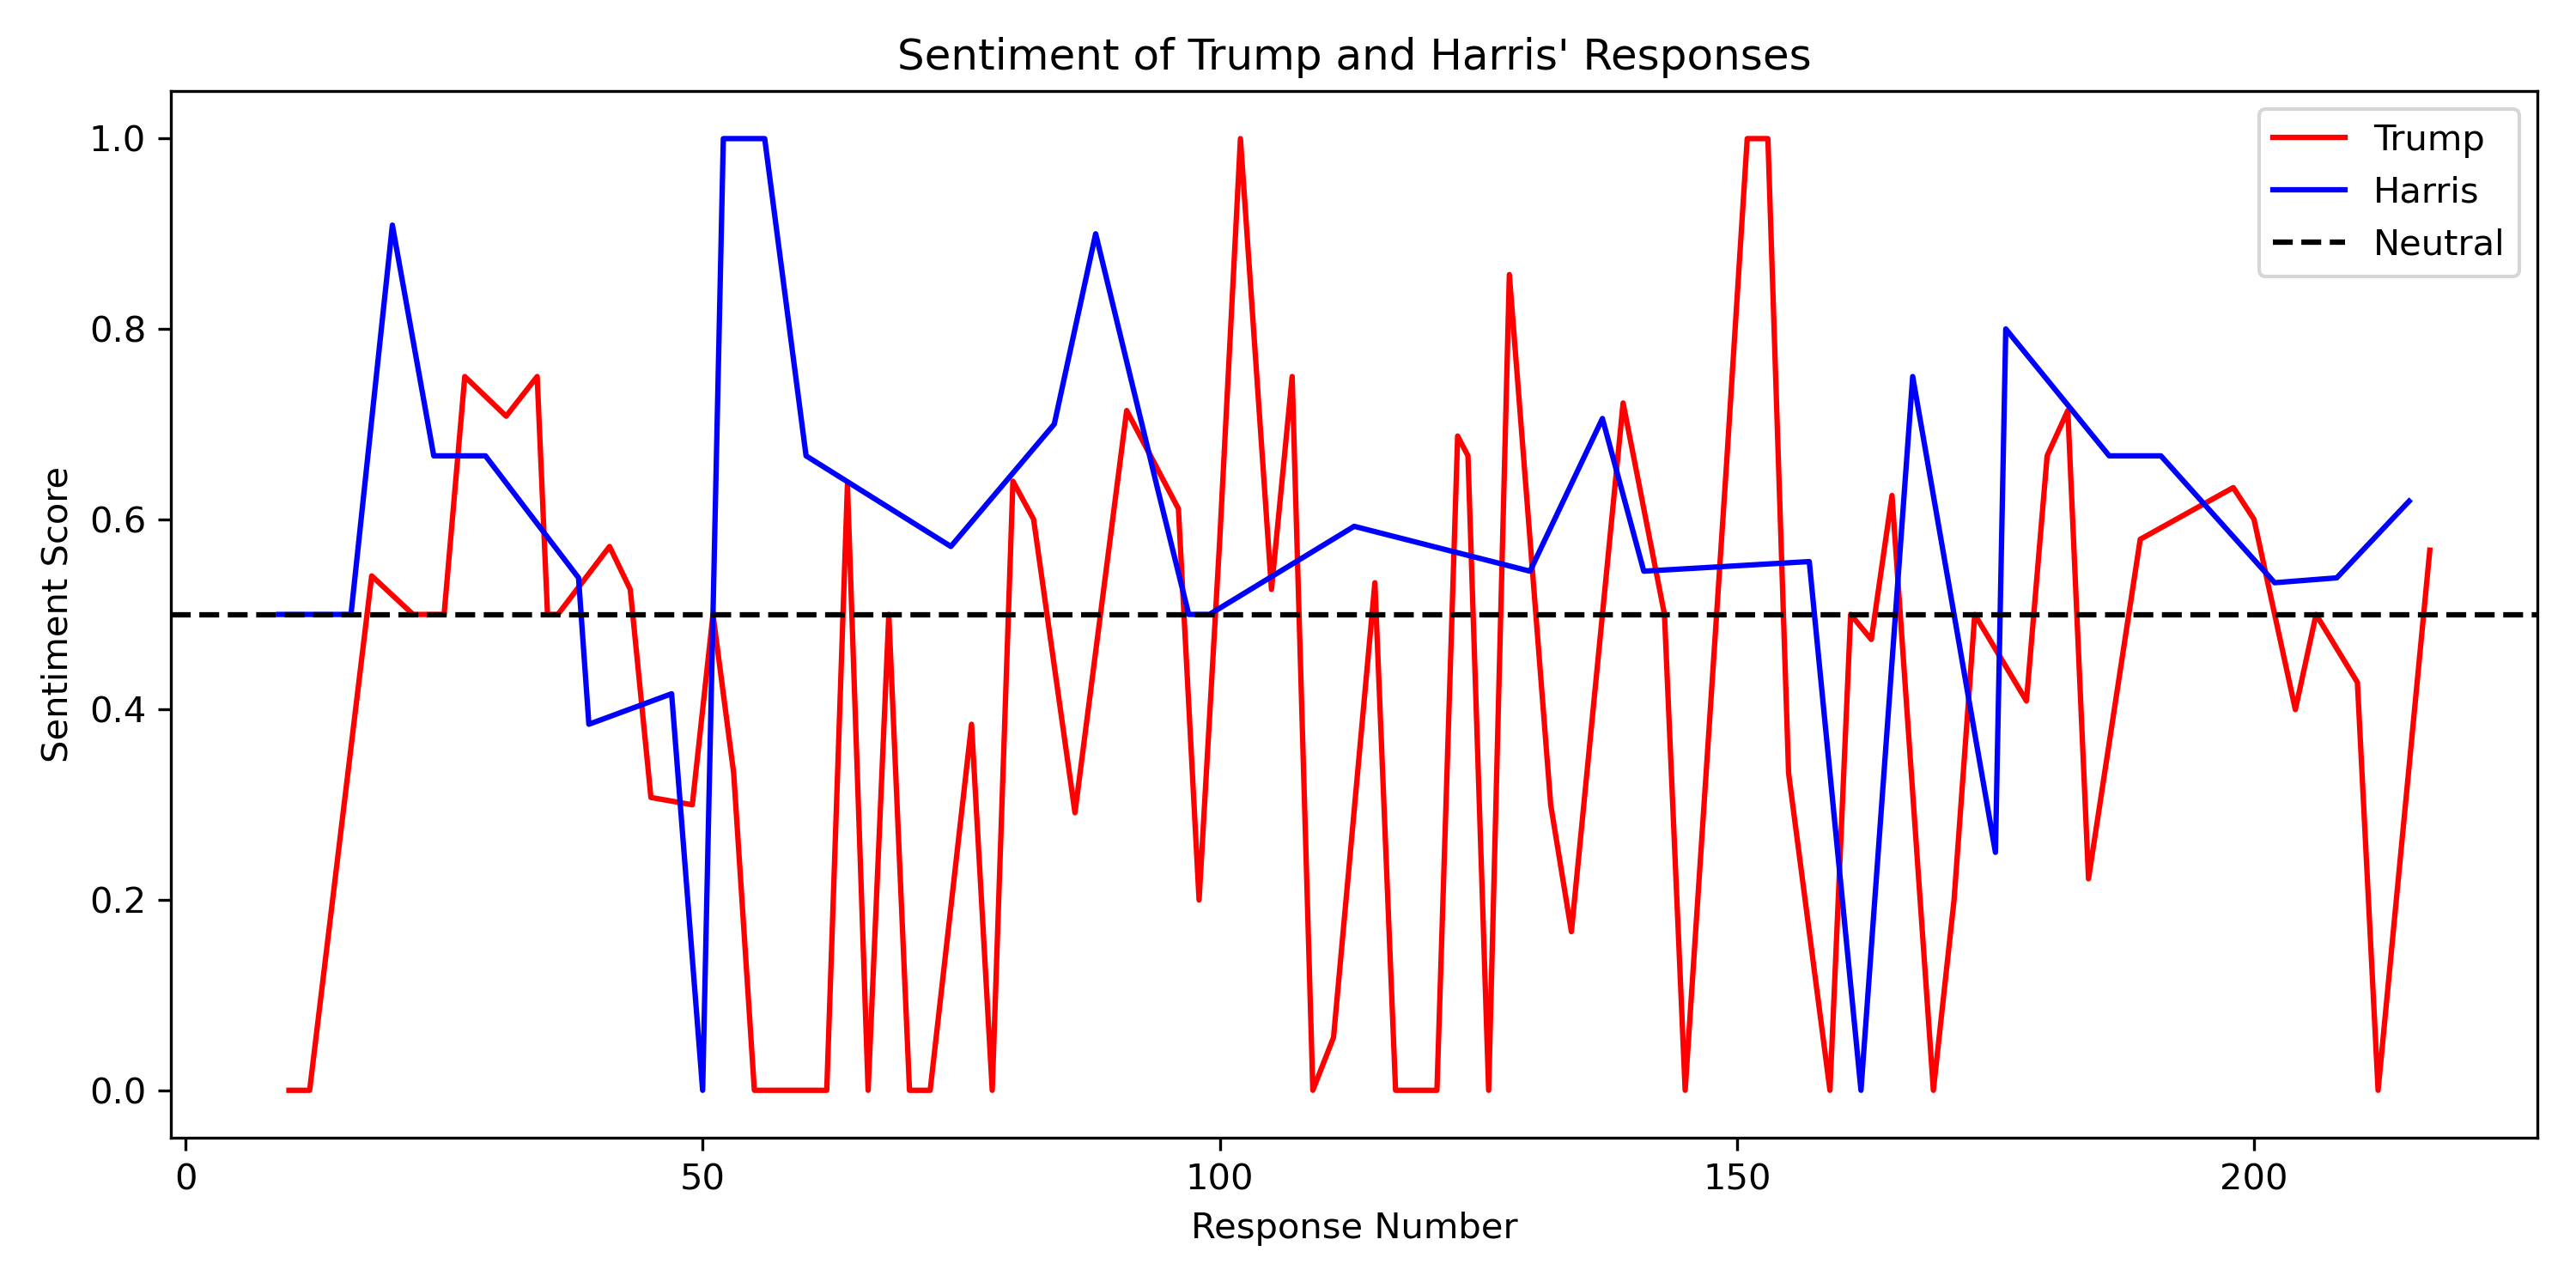 Sentiment of Trump and Harris' Responses
1.0
0.8
0.6
0.4
0.2
0.0
Sentiment Score
Trump
Harris
Neutral
0 50 100 150 200
Response Number